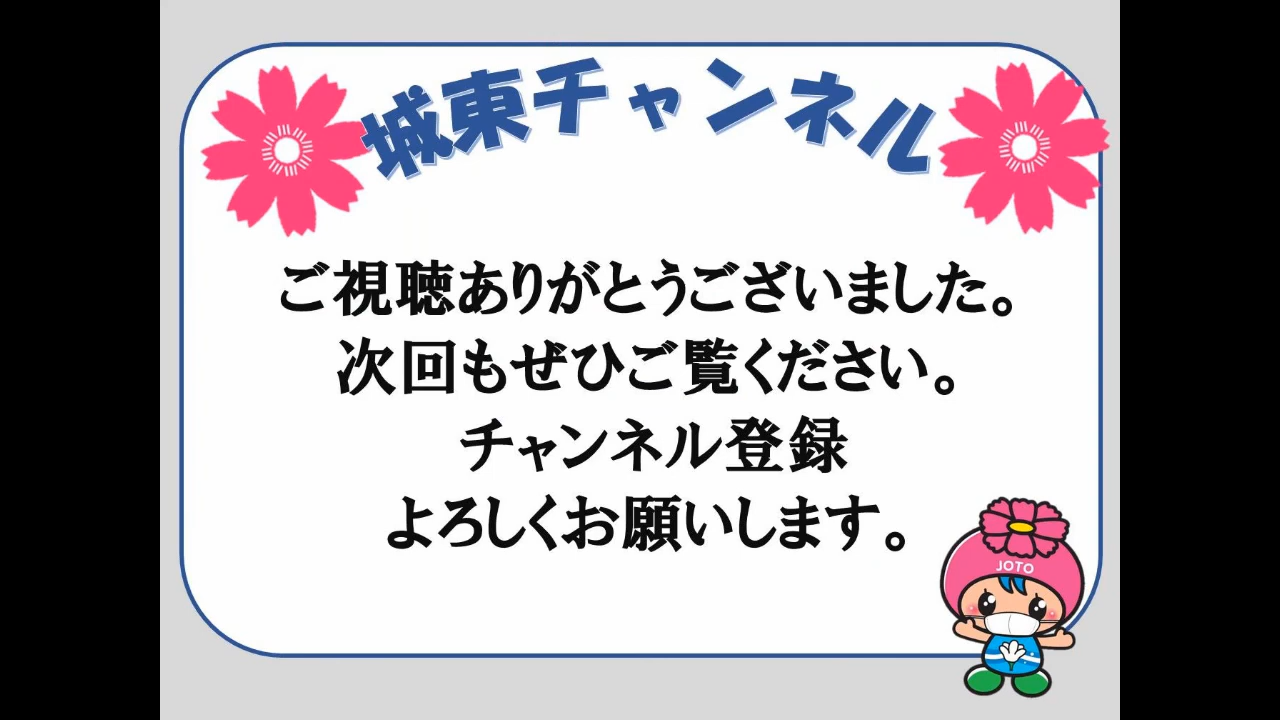 城東チャンネル
ご視聴ありがとうございました。
次回もぜひご覧ください。
チャンネル登録
よろしくお願いします。
JOTO